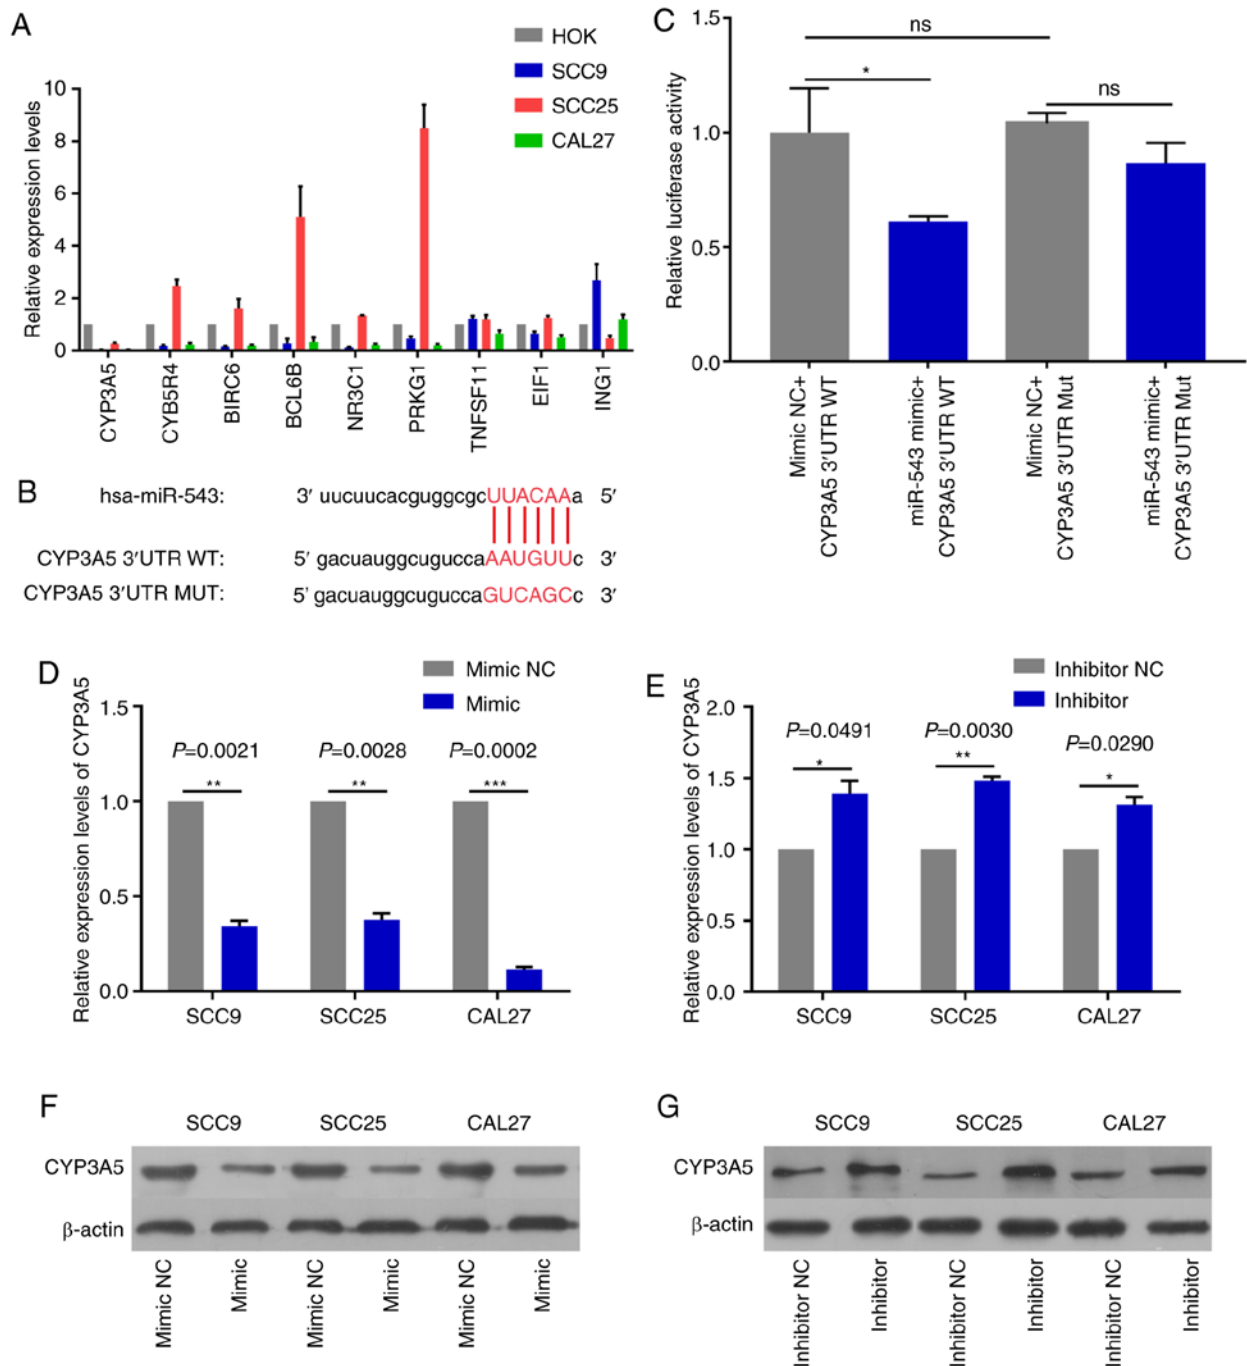 A
HOK
SCC9
SCC25
CAL27
Relative expression levels
10
8
6
4
2
0
CYP3A5
CYB5R4
BIRC6
BCL6B
NR3C1
PRKG1
TNFSF11
EIF1
ING1
B
hsa-miR-543: 3′ uucuucacguggcgcUUACAAa 5′
CYP3A5 3′UTR WT: 5′ gacuauggcuguccaAAUGUUc 3′
CYP3A5 3′UTR MUT: 5′ gacuauggcuguccaGUCAGCc 3′
C
Relative luciferase activity
1.5
1.0
0.5
0.0
ns
*
ns
Mimic NC+
CYP3A5 3′UTR WT
miR-543 mimic+
CYP3A5 3′UTR WT
Mimic NC+
CYP3A5 3′UTR Mut
miR-543 mimic+
CYP3A5 3′UTR Mut
D
Mimic NC
Mimic
Relative expression levels of CYP3A5
1.5
1.0
0.5
0.0
P=0.0021 P=0.0028 P=0.0002
** ** ***
SCC9 SCC25 CAL27
E
Inhibitor NC
Inhibitor
Relative expression levels of CYP3A5
2.0
1.5
1.0
0.5
0.0
P=0.0491 P=0.0030 P=0.0290
* ** *
SCC9 SCC25 CAL27
F
SCC9 SCC25 CAL27
CYP3A5
β-actin
Mimic NC
Mimic
Mimic NC
Mimic
Mimic NC
Mimic
G
SCC9 SCC25 CAL27
CYP3A5
β-actin
Inhibitor NC
Inhibitor
Inhibitor NC
Inhibitor
Inhibitor NC
Inhibitor